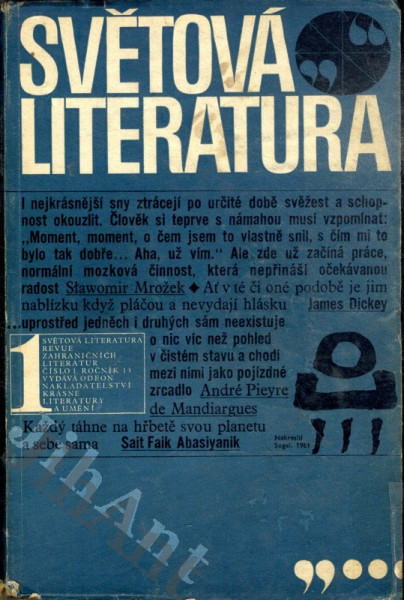 SVĚTOVÁ
LITERATURA
I nejkrásnější sny ztrácejí po určité době svěžest a schop-
nost okouzlit. Člověk si teprve s námahou musí vzpomínat:
„Moment, moment, o čem jsem to vlastně snil, s čím mi to
bylo tak dobře... Aha, už vím." Ale zde už začíná práce,
normální mozková činnost, která nepřináší očekávanou
radost Sławomir Mrożek ◆ Ať v té či oné podobě je jim
nablízku když pláčou a nevydají hlásku James Dickey
...uprostřed jedněch i druhých sám neexistuje
o nic víc než pohled
v čistém stavu a chodí
mezi nimi jako pojízdné
zrcadlo André Pieyre
de Mandiargues
1
SVĚTOVÁ LITERATURA
REVUE
ZAHRANIČNÍCH
LITERATUR
ČÍSLO 1, ROČNÍK 13
VYDÁVÁ ODEON
NAKLADATELSTVÍ
KRÁSNÉ
LITERATURY
A UMĚNÍ
Každý táhne na hřbetě svou planetu
a sebe sama Sait Faik Abasiyanik
Nakreslil
Segal, 1961
„...
AntihAnt